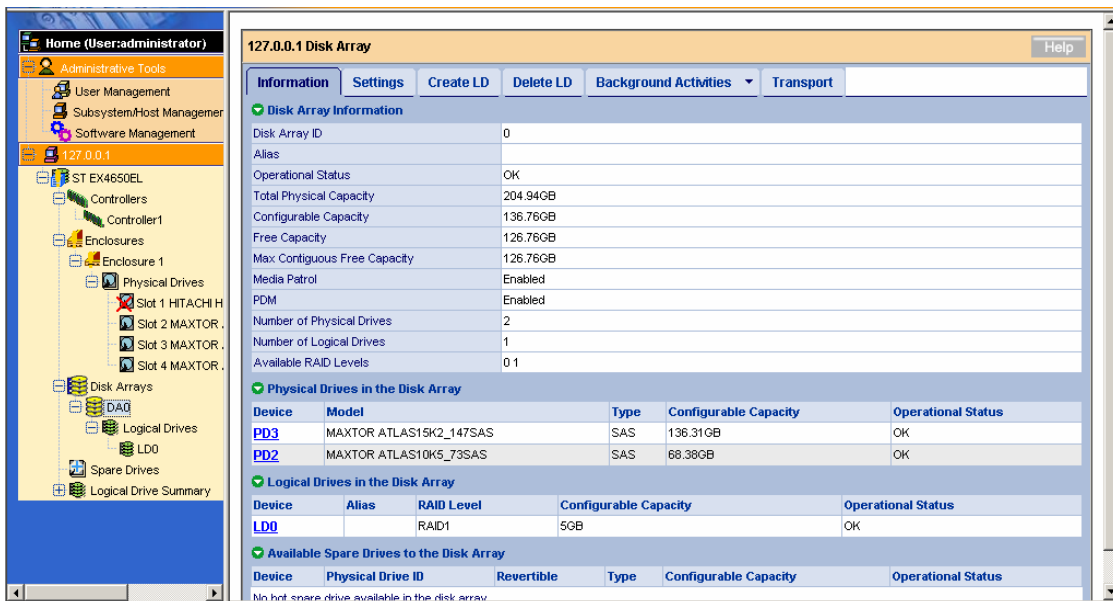 Home (User:administrator)
Administrative Tools
User Management
Subsystem/Host Managemer
Software Management
127.0.0.1
ST EX4650EL
Controllers
Controller1
Enclosures
Enclosure 1
Physical Drives
Slot 1 HITACHI H
Slot 2 MAXTOR .
Slot 3 MAXTOR .
Slot 4 MAXTOR .
Disk Arrays
DA0
Logical Drives
LD0
Spare Drives
Logical Drive Summary
127.0.0.1 Disk Array Help
Information Settings Create LD Delete LD Background Activities Transport
Disk Array Information
Disk Array ID 0
Alias
Operational Status OK
Total Physical Capacity 204.94GB
Configurable Capacity 136.76GB
Free Capacity 126.76GB
Max Contiguous Free Capacity 126.76GB
Media Patrol Enabled
PDM Enabled
Number of Physical Drives 2
Number of Logical Drives 1
Available RAID Levels 0 1
Physical Drives in the Disk Array
Device Model Type Configurable Capacity Operational Status
PD3 MAXTOR ATLAS15K2_147SAS SAS 136.31GB OK
PD2 MAXTOR ATLAS10K5_73SAS SAS 68.38GB OK
Logical Drives in the Disk Array
Device Alias RAID Level Configurable Capacity Operational Status
LD0 RAID1 5GB OK
Available Spare Drives to the Disk Array
Device Physical Drive ID Revertible Type Configurable Capacity Operational Status
No hot spare drive available in the disk array